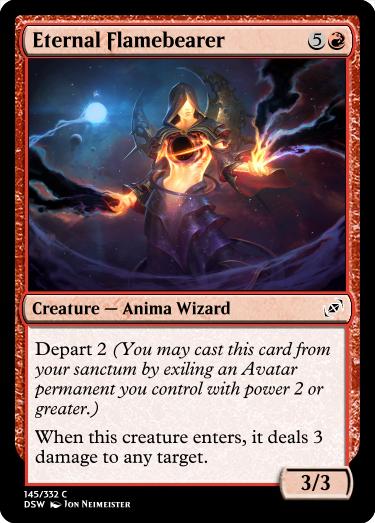 Eternal Flamebearer 5
Creature — Anima Wizard
Depart 2 (You may cast this card from
your sanctum by exiling an Avatar
permanent you control with power 2 or
greater.)
When this creature enters, it deals 3
damage to any target.
3/3
145/332 C
DSW Jon Neimeister